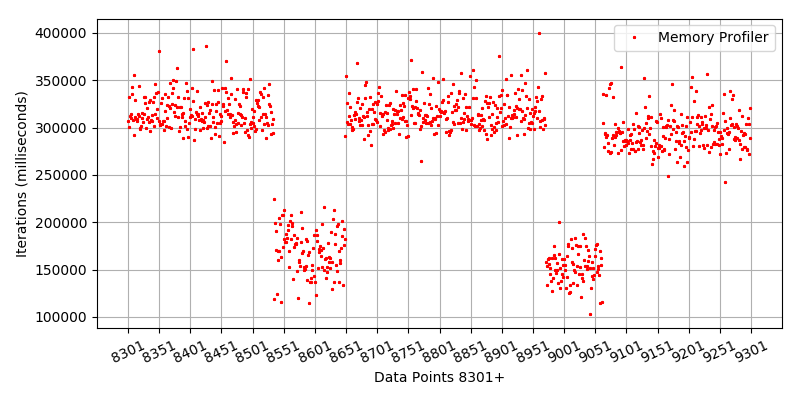 400000
Memory Profiler
350000
300000
250000
200000
150000
100000
Iterations (milliseconds)
8301 8351 8401 8451 8501 8551 8601 8651 8701 8751 8801 8851 8901 8951 9001 9051 9101 9151 9201 9251 9301
Data Points 8301+